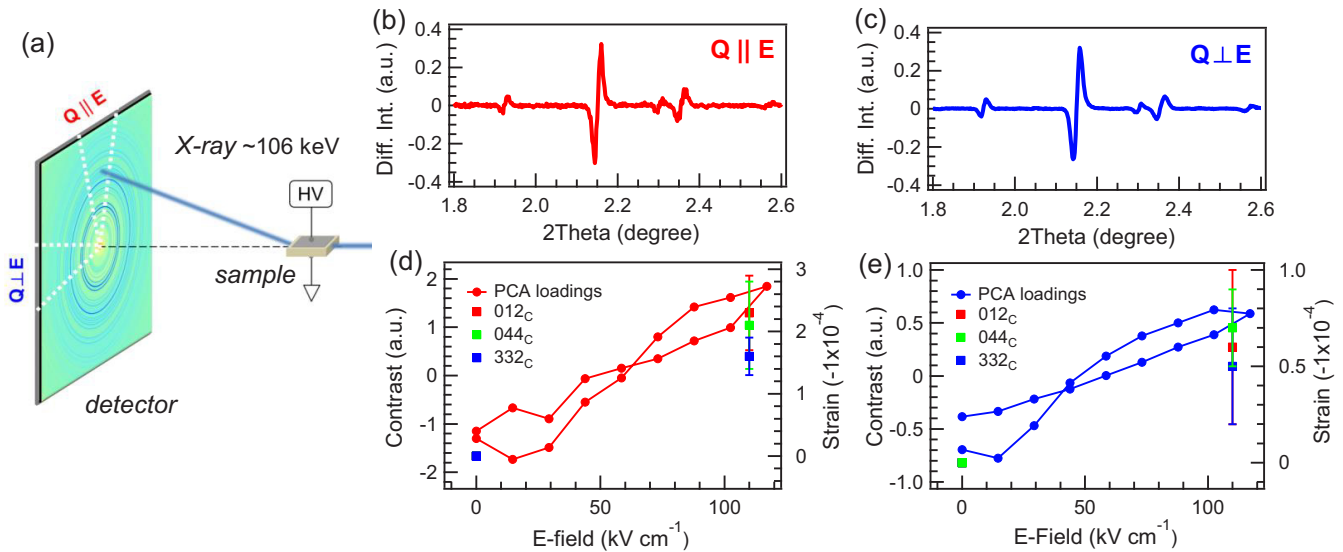 (a)
Q || E
Q⊥E
X-ray ~106 keV
HV
sample
detector
(b)
Q || E
Diff. Int. (a.u.)
0.4
0.2
0
-0.2
-0.4
1.8 2.0 2.2 2.4 2.6
2Theta (degree)
(c)
Q⊥E
Diff. Int. (a.u.)
0.4
0.2
0
-0.2
-0.4
1.8 2.0 2.2 2.4 2.6
2Theta (degree)
(d)
PCA loadings
012C
044C
332C
Contrast (a.u.)
2
1
0
-1
-2
Strain (-1x10⁻⁴)
3
2
1
0
0 50 100
E-field (kV cm⁻¹)
(e)
PCA loadings
012C
044C
332C
Contrast (a.u.)
1.0
0.5
0
-0.5
-1.0
Strain (-1x10⁻⁴)
1.0
0.5
0
0 50 100
E-Field (kV cm⁻¹)